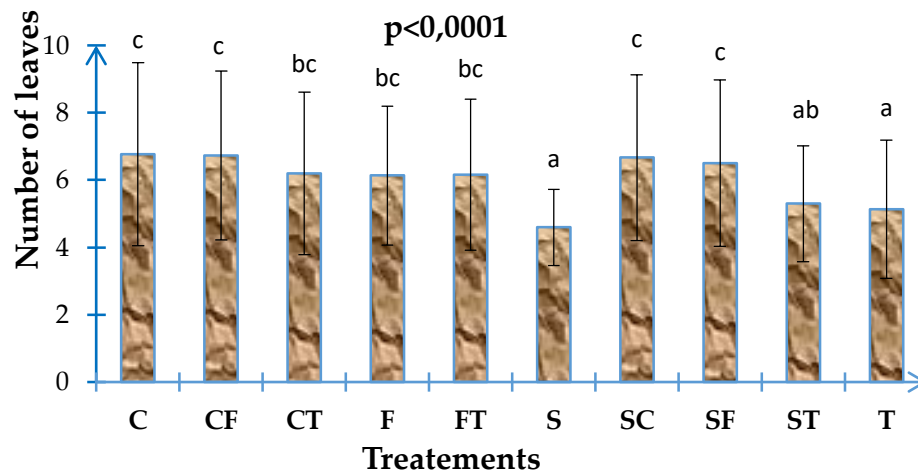 p<0,0001
Number of leaves
10
8
6
4
2
0
c c bc bc bc a c c ab a
C CF CT F FT S SC SF ST T
Treatements